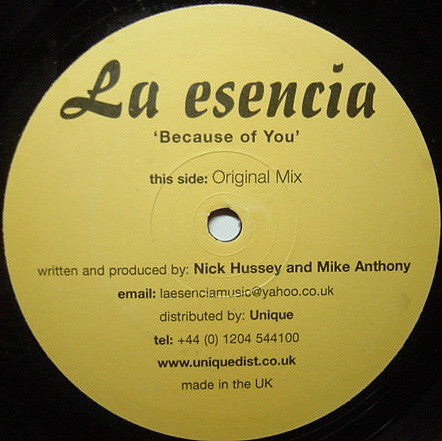 La esencia
'Because of You'
this side: Original Mix
written and produced by: Nick Hussey and Mike Anthony
email: laesenciamusic@yahoo.co.uk
distributed by: Unique
tel: +44 (0) 1204 544100
www.uniquedist.co.uk
made in the UK